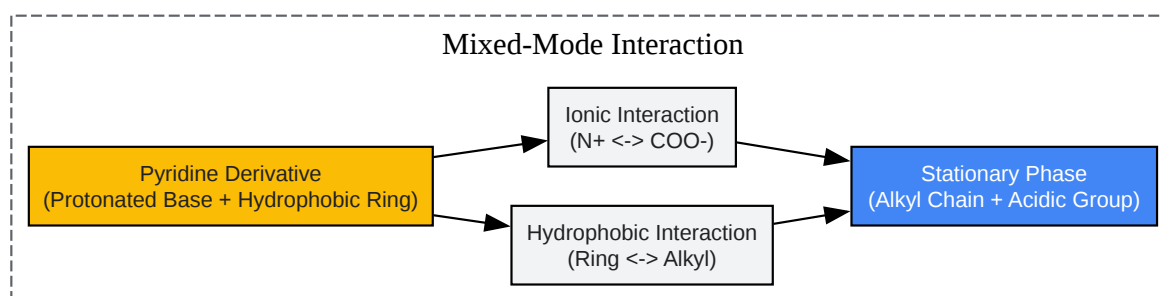 Mixed-Mode Interaction
Pyridine Derivative
(Protonated Base + Hydrophobic Ring)
Ionic Interaction
(N+ <-> COO-)
Hydrophobic Interaction
(Ring <-> Alkyl)
Stationary Phase
(Alkyl Chain + Acidic Group)